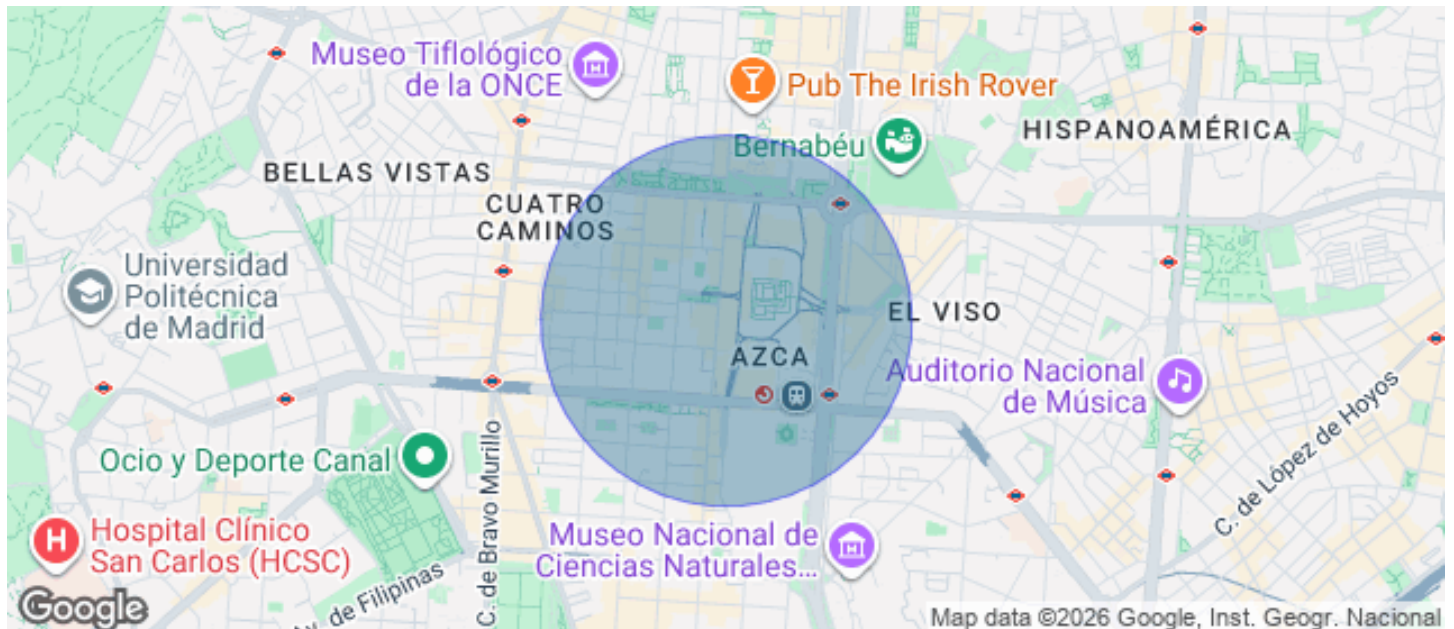 Museo Tiflológico
de la ONCE
Pub The Irish Rover
Bernabéu
HISPANOAMÉRICA
BELLAS VISTAS
CUATRO
CAMINOS
Universidad
Politécnica
de Madrid
EL VISO
AZCA
Auditorio Nacional
de Música
C. de López de Hoyos
Ocio y Deporte Canal
C. de Bravo Murillo
H
Hospital Clínico
San Carlos (HCSC)
Museo Nacional de
Ciencias Naturales...
Av. de Filipinas
Google
Map data ©2026 Google, Inst. Geogr. Nacional